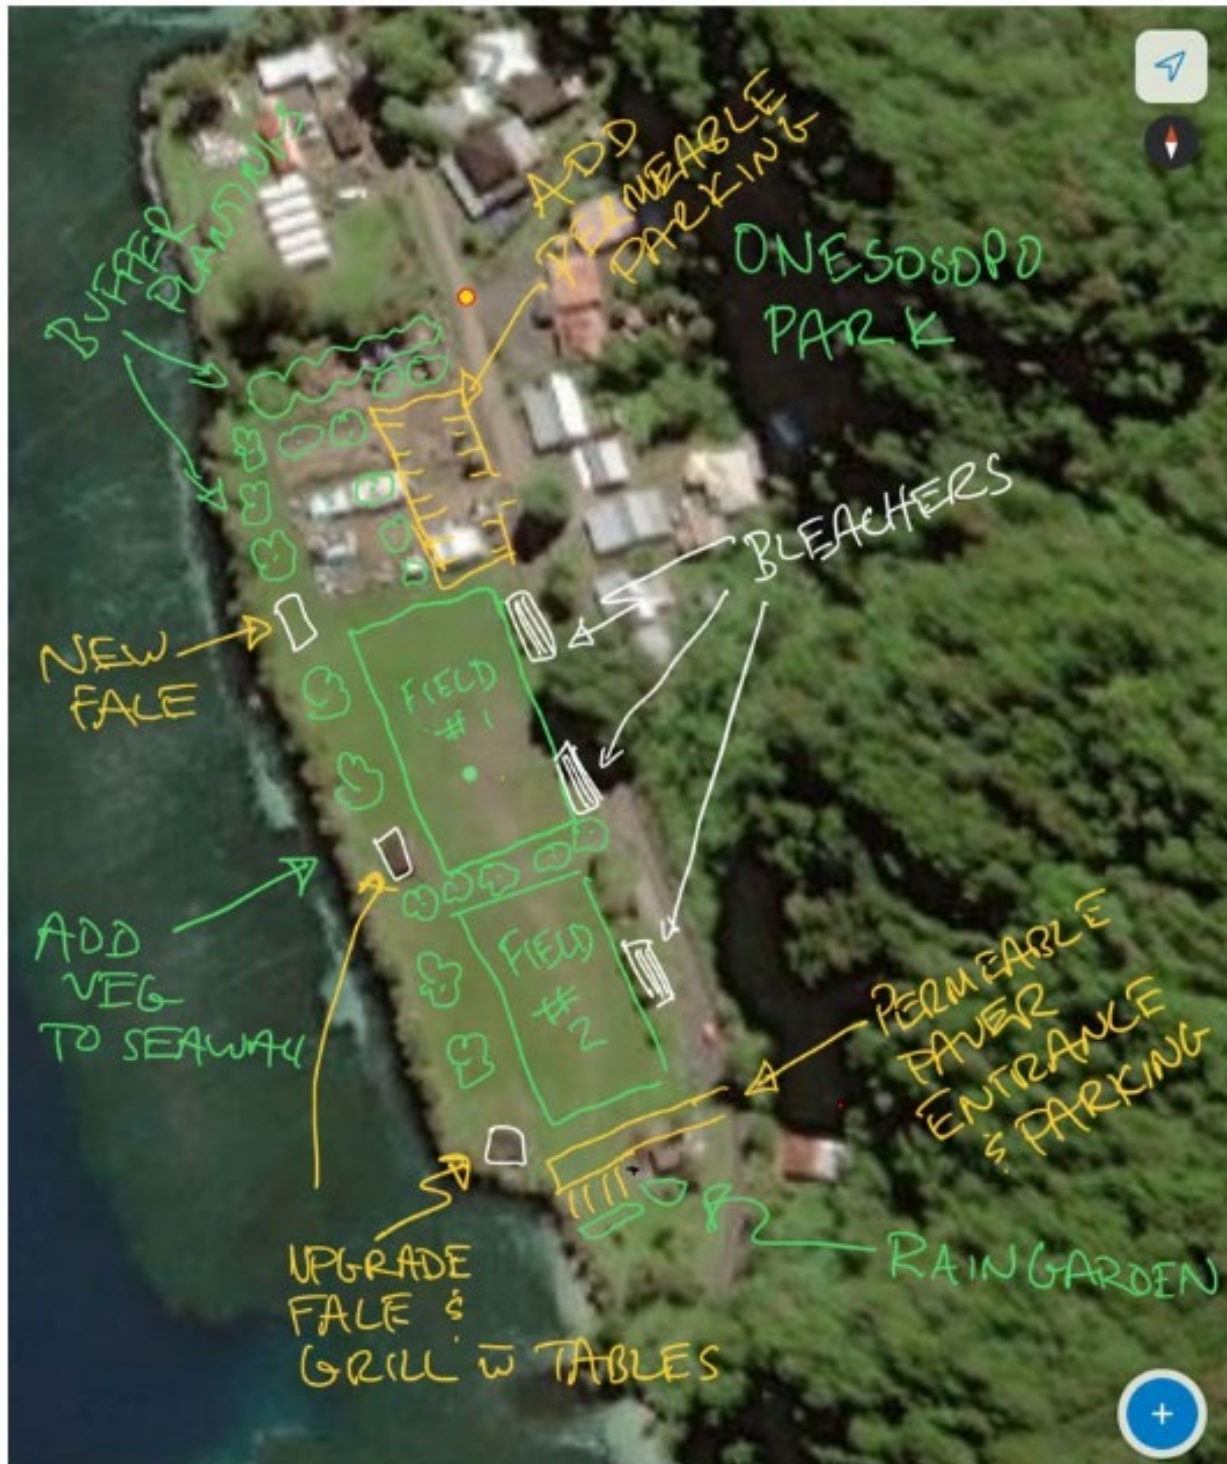 BUFFER
PLANTINGS
ADD
PERMEABLE
PARKING
ONESOSOPO
PARK
BLEACHERS
NEW
FALE
FIELD
# 1
ADD
VEG
TO SEAWALL
FIELD
#
2
PERMEABLE
PAVER
ENTRANCE
& PARKING
UPGRADE
FALE &
GRILL w TABLES
RAINGARDEN